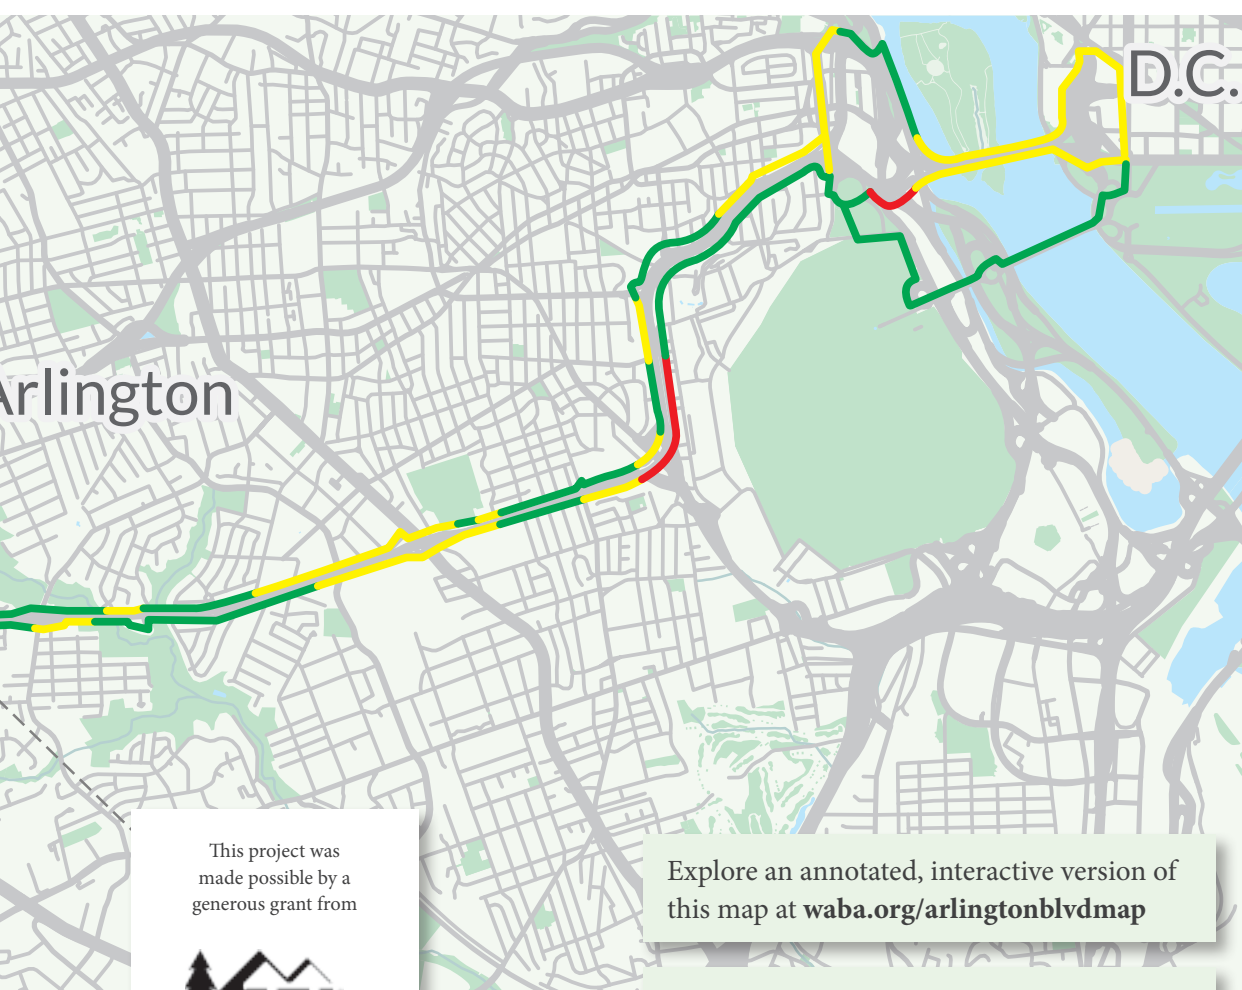 D.C.
Arlington
This project was
made possible by a
generous grant from
Explore an annotated, interactive version of
this map at waba.org/arlingtonblvdmap